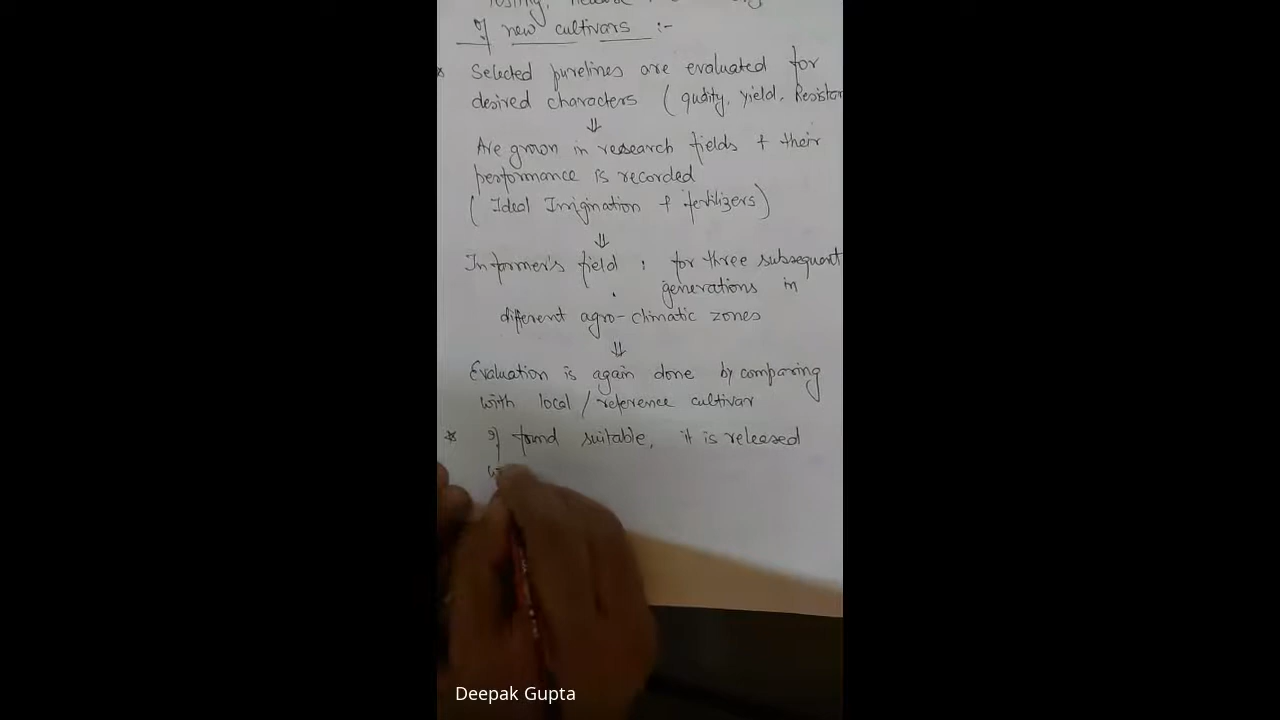 of new cultivars :-
* Selected purelines are evaluated for
desired characters ( quality, yield, Resistan
⇓
Are grown in research fields + their
performance is recorded
( Ideal Irrigination + fertilizers)
⇓
In farmer's field : for three subsequent
generations in
different agro-climatic zones
⇓
Evaluation is again done by comparing
with local / reference cultivar
* If found suitable, it is released
Deepak Gupta